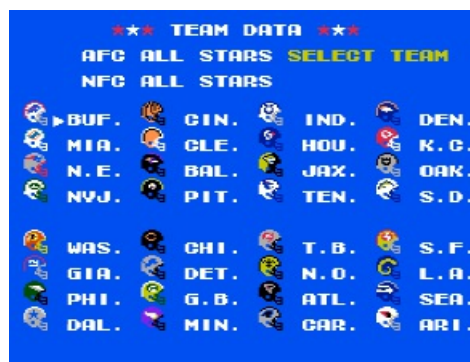 ★★★ TEAM DATA ★★★
AFC ALL STARS SELECT TEAM
NFC ALL STARS
BUF. CIN. IND. DEN.
MIA. CLE. HOU. K.C.
N.E. BAL. JAX. OAK.
NYJ. PIT. TEN. S.D.
WAS. CHI. T.B. S.F.
GIA. DET. N.O. L.A.
PHI. G.B. ATL. SEA.
DAL. MIN. CAR. ARI.